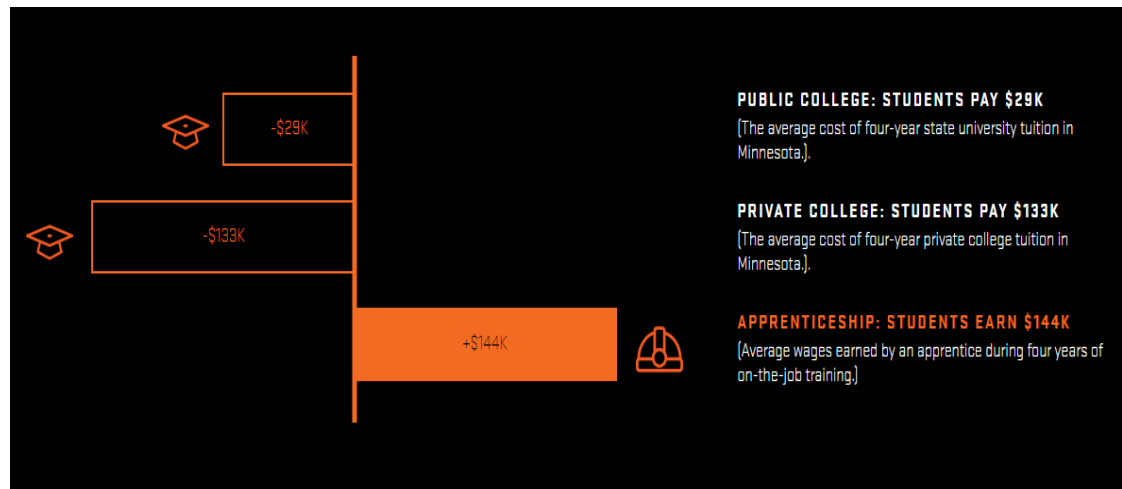 -$29K
PUBLIC COLLEGE: STUDENTS PAY $29K
(The average cost of four-year state university tuition in
Minnesota.).
-$133K
PRIVATE COLLEGE: STUDENTS PAY $133K
(The average cost of four-year private college tuition in
Minnesota.).
+$144K
APPRENTICESHIP: STUDENTS EARN $144K
(Average wages earned by an apprentice during four years of
on-the-job training.)